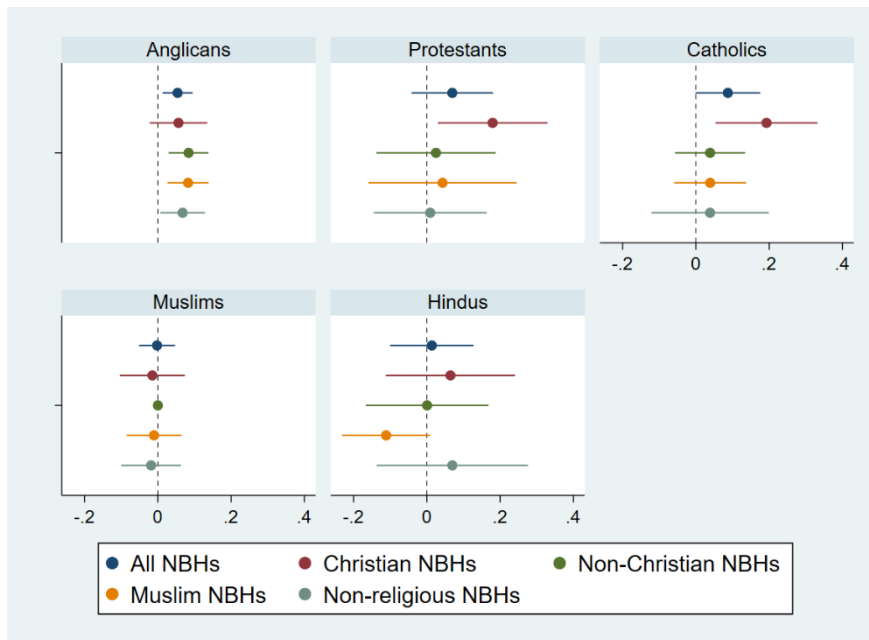 Anglicans
Protestants
Catholics
-.2 0 .2 .4
Muslims
Hindus
-.2 0 .2 .4
-.2 0 .2 .4
All NBHs
Christian NBHs
Non-Christian NBHs
Muslim NBHs
Non-religious NBHs